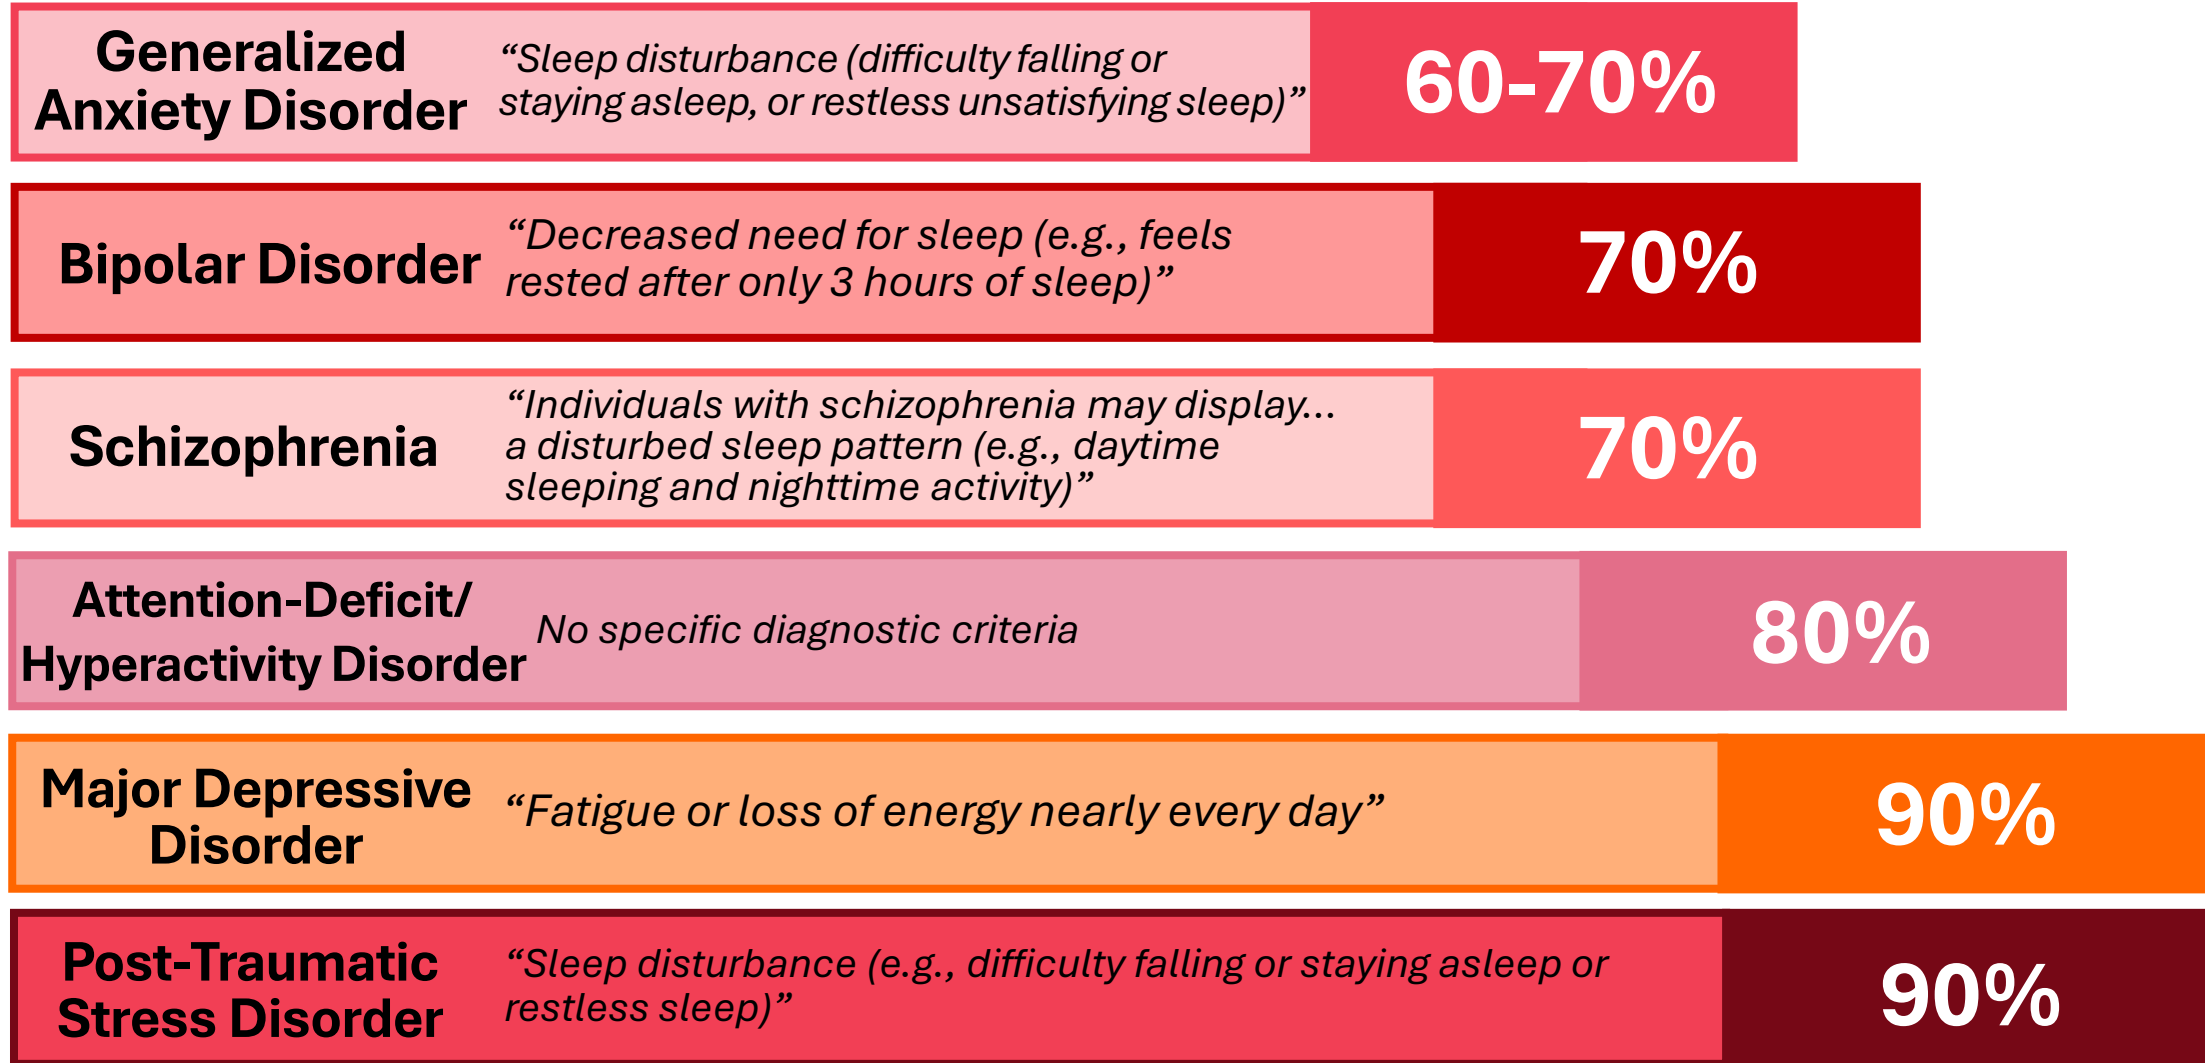 Generalized
Anxiety Disorder
“Sleep disturbance (difficulty falling or
staying asleep, or restless unsatisfying sleep)”
60-70%
Bipolar Disorder
“Decreased need for sleep (e.g., feels
rested after only 3 hours of sleep)”
70%
Schizophrenia
“Individuals with schizophrenia may display...
a disturbed sleep pattern (e.g., daytime
sleeping and nighttime activity)”
70%
Attention-Deficit/
Hyperactivity Disorder
No specific diagnostic criteria
80%
Major Depressive
Disorder
“Fatigue or loss of energy nearly every day”
90%
Post-Traumatic
Stress Disorder
“Sleep disturbance (e.g., difficulty falling or staying asleep or
restless sleep)”
90%